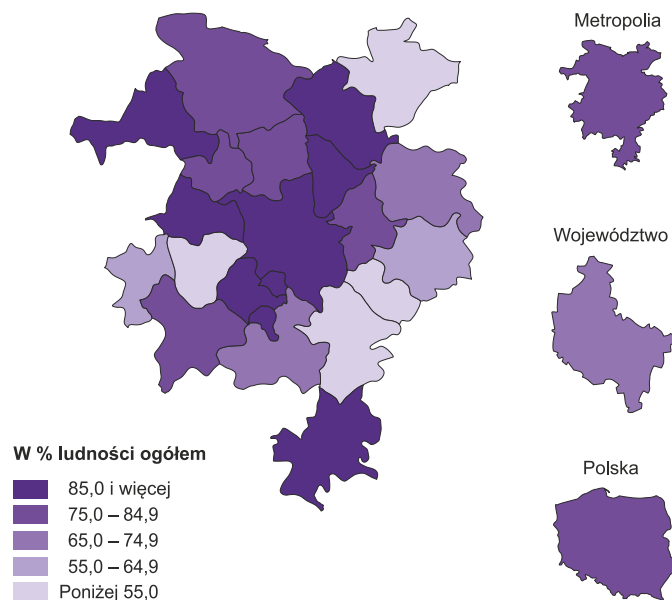 Metropolia
Województwo
Polska
W % ludności ogółem
85,0 i więcej
75,0 – 84,9
65,0 – 74,9
55,0 – 64,9
Poniżej 55,0